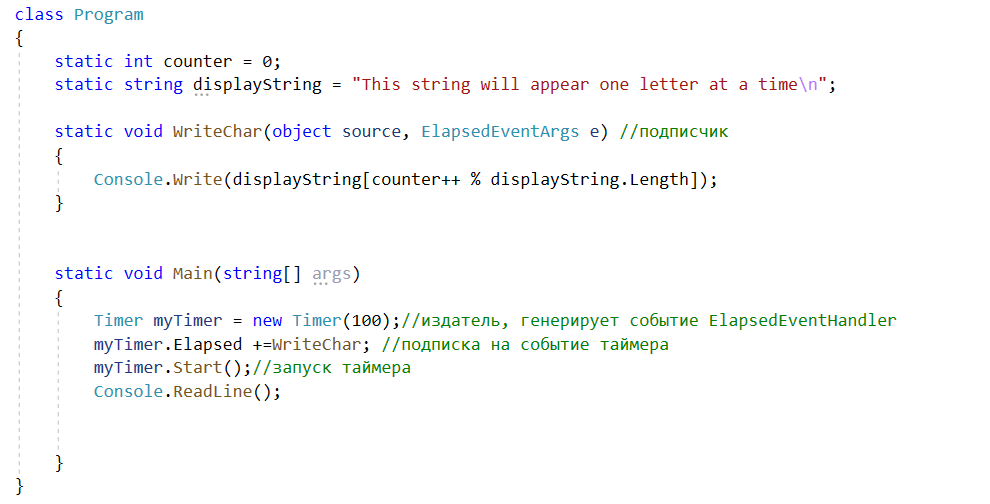 class Program
{
    static int counter = 0;
    static string displayString = "This string will appear one letter at a time\n";

    static void WriteChar(object source, ElapsedEventArgs e) //подписчик
    {
        Console.Write(displayString[counter++ % displayString.Length]);
    }

    static void Main(string[] args)
    {
        Timer myTimer = new Timer(100);//издатель, генерирует событие ElapsedEventHandler
        myTimer.Elapsed +=WriteChar; //подписка на событие таймера
        myTimer.Start();//запуск таймера
        Console.ReadLine();

    }
}